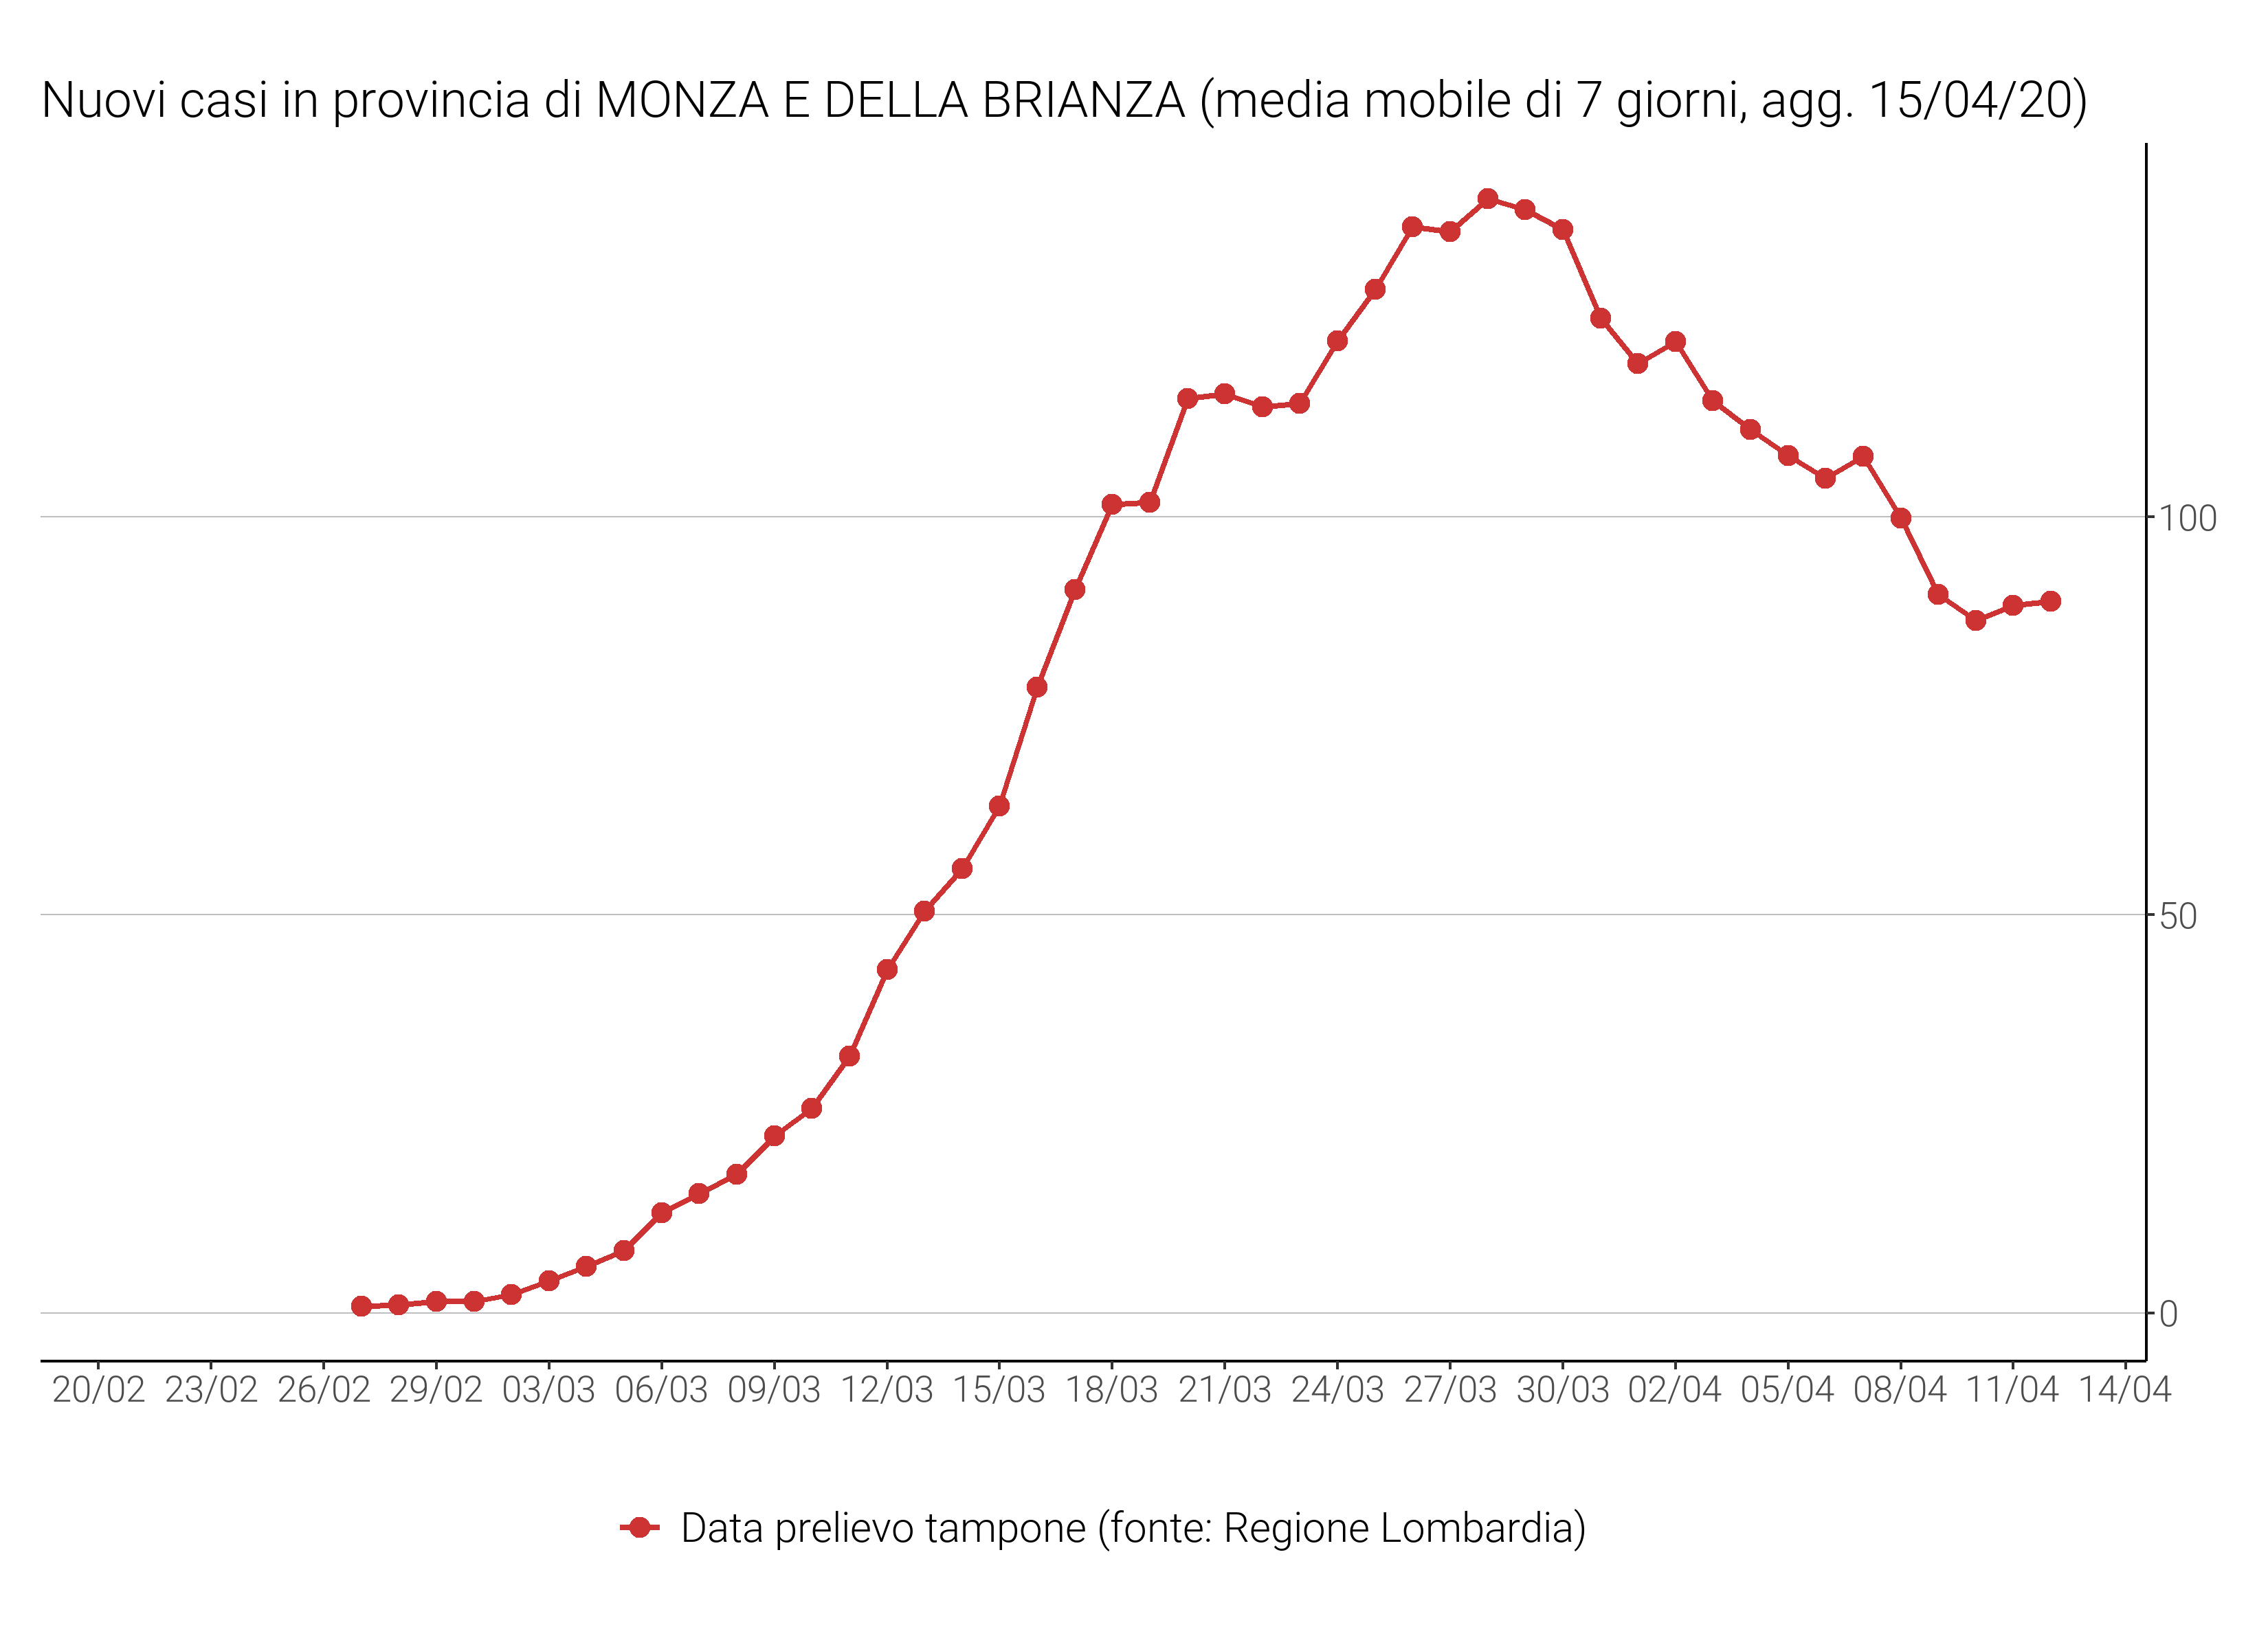 Nuovi casi in provincia di MONZA E DELLA BRIANZA (media mobile di 7 giorni, agg. 15/04/20)
100
50
0
20/02 23/02 26/02 29/02 03/03 06/03 09/03 12/03 15/03 18/03 21/03 24/03 27/03 30/03 02/04 05/04 08/04 11/04 14/04
Data prelievo tampone (fonte: Regione Lombardia)